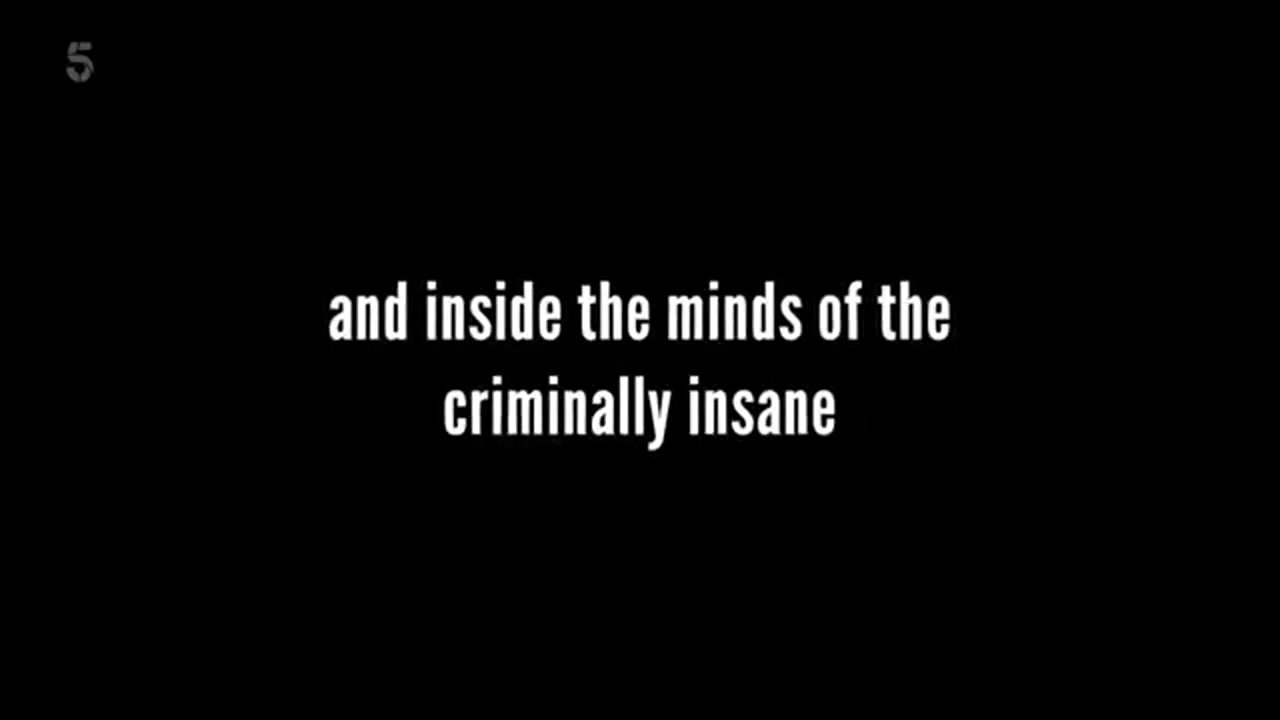 5
and inside the minds of the
criminally insane